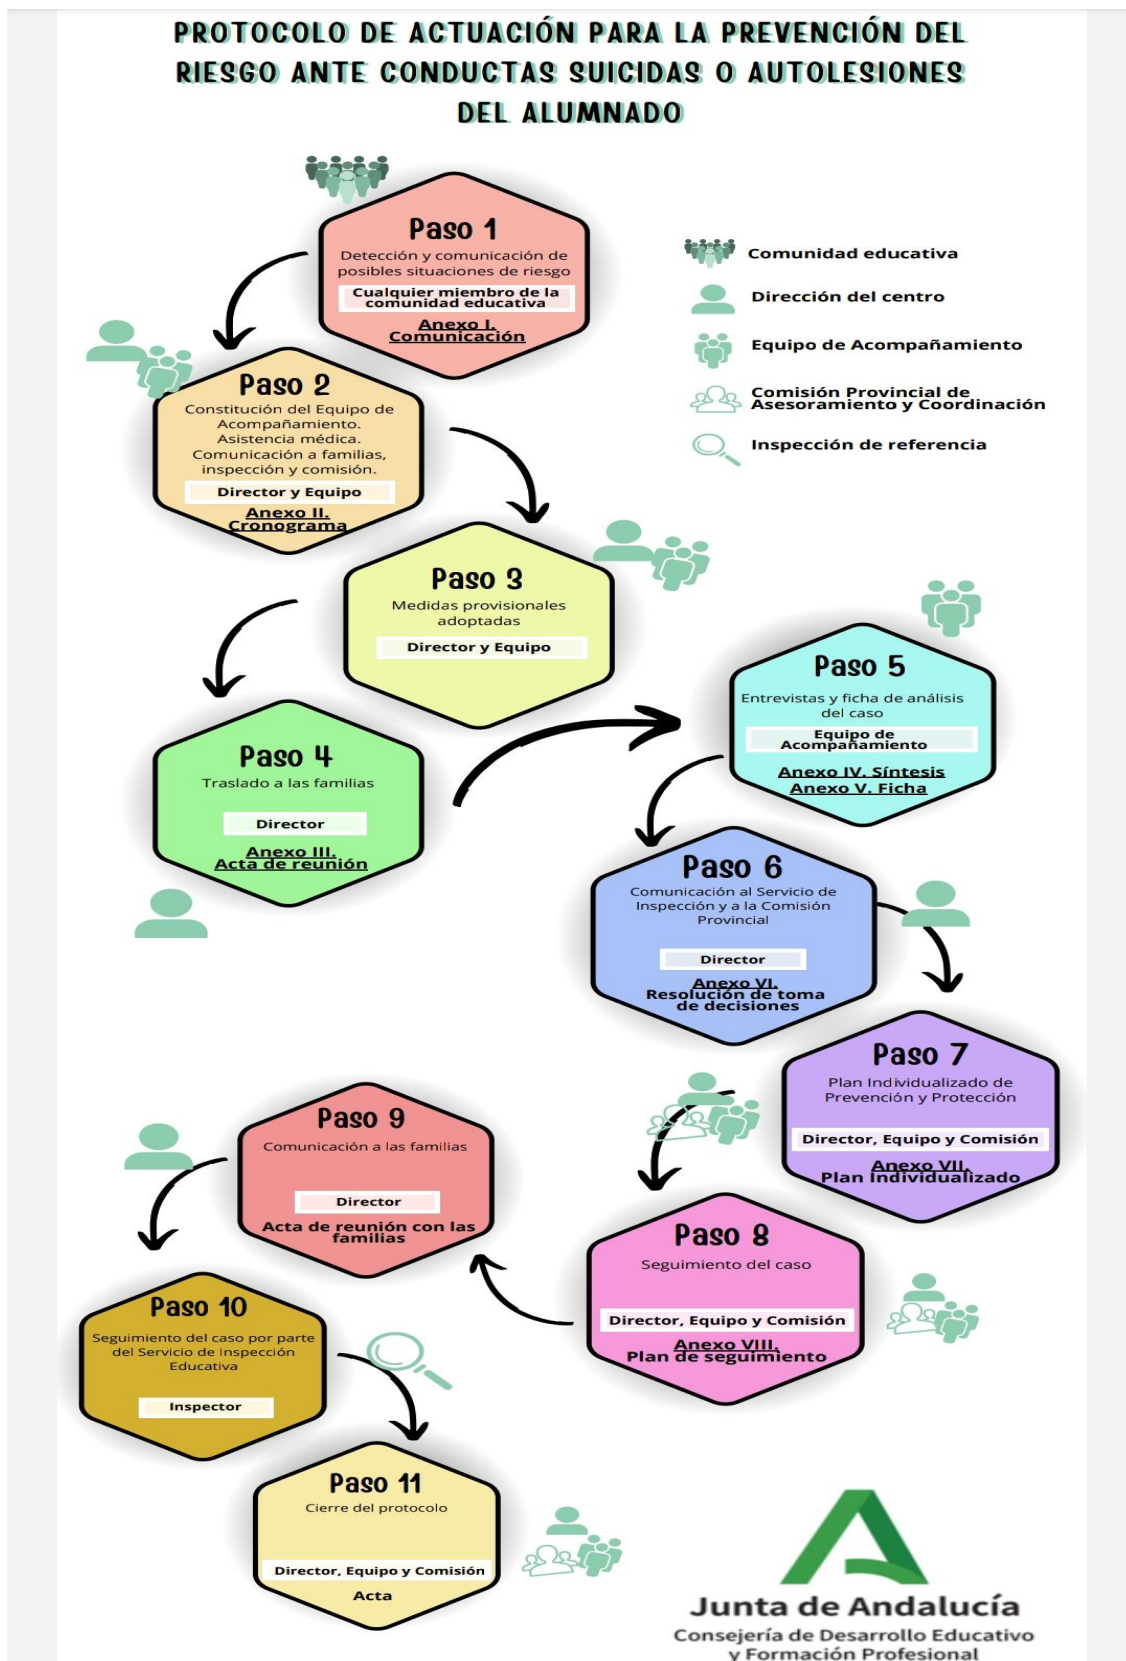 PROTOCOLO DE ACTUACIÓN PARA LA PREVENCIÓN DEL
RIESGO ANTE CONDUCTAS SUICIDAS O AUTOLESIONES
DEL ALUMNADO
Paso 1
Detección y comunicación de
posibles situaciones de riesgo
Cualquier miembro de la
comunidad educativa
Anexo I.
Comunicación
Comunidad educativa
Dirección del centro
Equipo de Acompañamiento
Comisión Provincial de
Asesoramiento y Coordinación
Inspección de referencia
Paso 2
Constitución del Equipo de
Acompañamiento.
Asistencia médica.
Comunicación a familias,
inspección y comisión.
Director y Equipo
Anexo II.
Cronograma
Paso 3
Medidas provisionales
adoptadas
Director y Equipo
Paso 4
Traslado a las familias
Director
Anexo III.
Acta de reunión
Paso 5
Entrevistas y ficha de análisis
del caso
Equipo de
Acompañamiento
Anexo IV. Síntesis
Anexo V. Ficha
Paso 6
Comunicación al Servicio de
Inspección y a la Comisión
Provincial
Director
Anexo VI.
Resolución de toma
de decisiones
Paso 7
Plan Individualizado de
Prevención y Protección
Director, Equipo y Comisión
Anexo VII.
Plan Individualizado
Paso 8
Seguimiento del caso
Director, Equipo y Comisión
Anexo VIII.
Plan de seguimiento
Paso 9
Comunicación a las familias
Director
Acta de reunión con las
familias
Paso 10
Seguimiento del caso por parte
del Servicio de Inspección
Educativa
Inspector
Paso 11
Cierre del protocolo
Director, Equipo y Comisión
Acta
Junta de Andalucía
Consejería de Desarrollo Educativo
y Formación Profesional